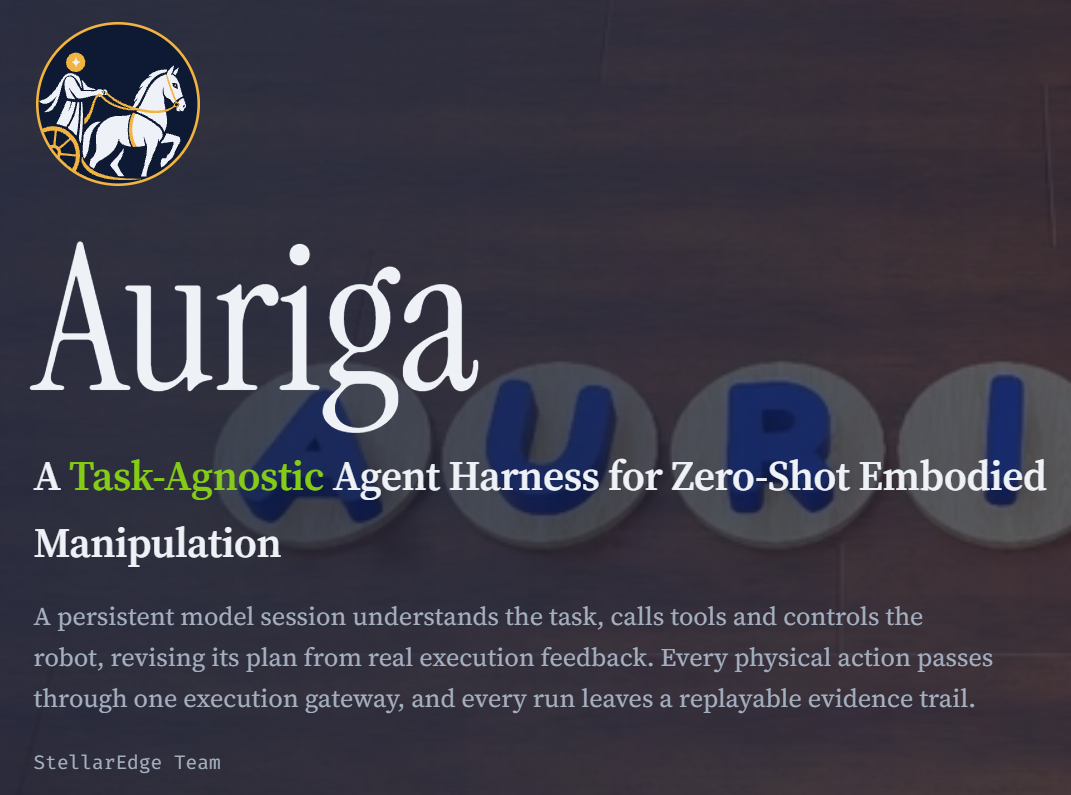 Auriga
A Task-Agnostic Agent Harness for Zero-Shot Embodied
Manipulation
A persistent model session understands the task, calls tools and controls the
robot, revising its plan from real execution feedback. Every physical action passes
through one execution gateway, and every run leaves a replayable evidence trail.
StellarEdge Team
A U R I